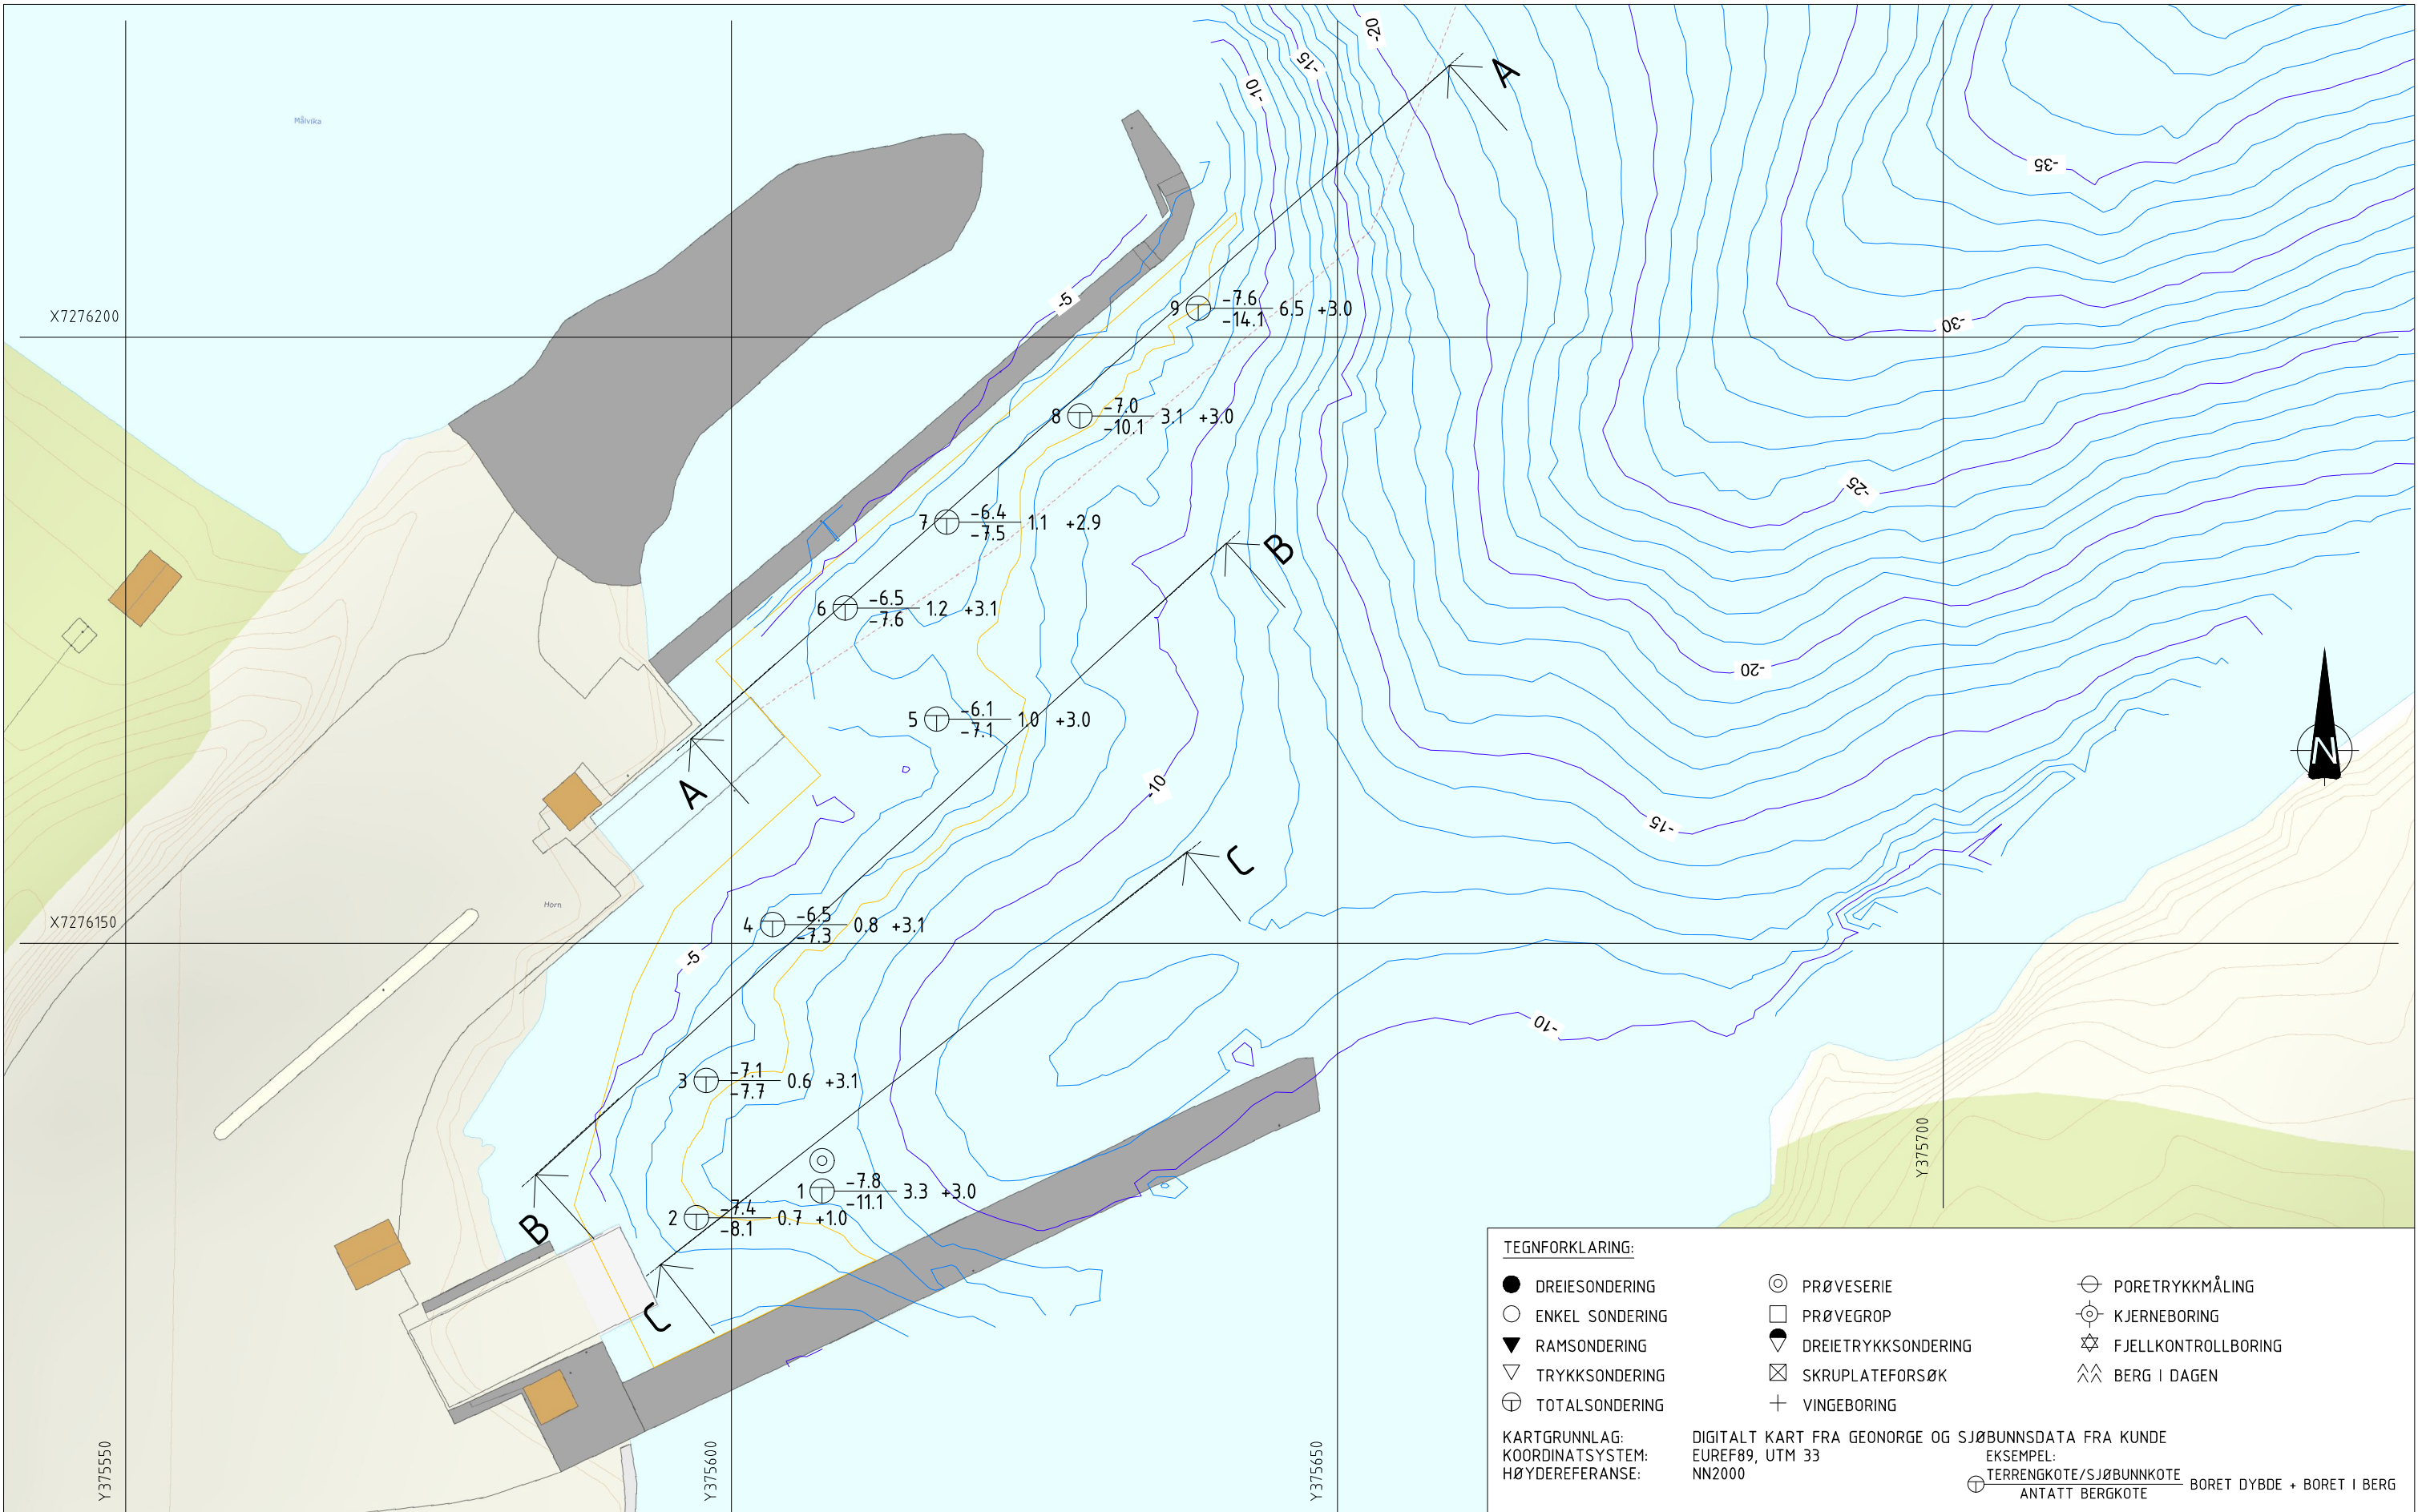 Målvika
-20
-15
-10
A
-35
-5
X7276200
9 -7.6 6.5 +3.0
-14.1
-30
8 -7.0 3.1 +3.0
-10.1
-25
7 -6.4 1.1 +2.9
-7.5
B
6 -6.5 1.2 +3.1
-7.6
-20
5 -6.1 1.0 +3.0
-7.1
N
A
-10
-15
C
Horn
X7276150
4 -6.5 0.8 +3.1
-7.3
-5
-10
3 -7.1 0.6 +3.1
-7.7
Y375700
1 -7.8 3.3 +3.0
-11.1
2 -7.4 0.7 +1.0
-8.1
B
C
Y375550
Y375600
Y375650
TEGNFORKLARING:
DREIESONDERING
ENKEL SONDERING
RAMSONDERING
TRYKKSONDERING
TOTALSONDERING
PRØVESERIE
PRØVEGROP
DREIETRYKKSONDERING
SKRUPLATEFORSØK
VINGEBORING
PORETRYKKMÅLING
KJERNEBORING
FJELLKONTROLLBORING
BERG I DAGEN
KARTGRUNNLAG: DIGITALT KART FRA GEONORGE OG SJØBUNNSDATA FRA KUNDE
KOORDINATSYSTEM: EUREF89, UTM 33
HØYDEREFERANSE: NN2000
EKSEMPEL:
TERRENGKOTE/SJØBUNNKOTE
ANTATT BERGKOTE
BORET DYBDE + BORET I BERG